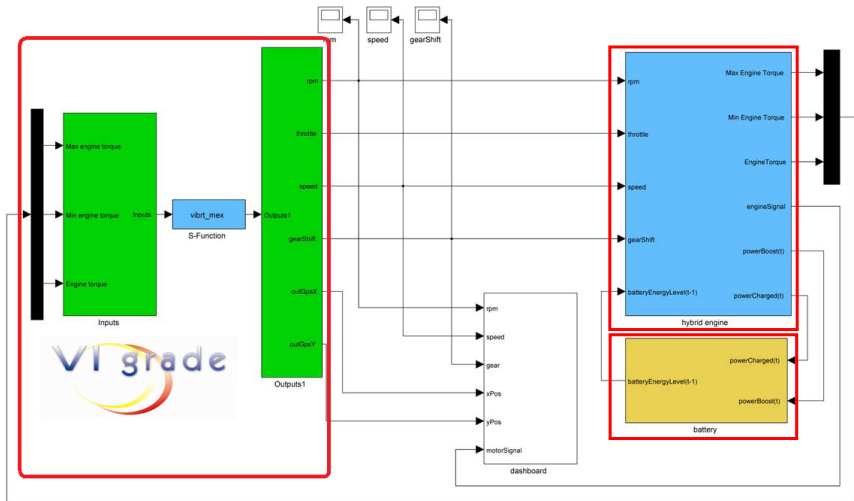 rpm
speed
gearShift
Max engine torque
Min engine torque
Engine torque
Inputs
Inputs
vibrt_mex
S-Function
rpm
throttle
speed
Outputs1
gearShift
outGpsX
outGpsY
Outputs1
VI grade
rpm
speed
gear
xPos
yPos
motorSignal
dashboard
rpm
throttle
speed
gearShift
batteryEnergyLevel(t-1)
Max Engine Torque
Min Engine Torque
EngineTorque
engineSignal
powerBoost(t)
powerCharged(t)
hybrid engine
batteryEnergyLevel(t-1)
powerCharged(t)
powerBoost(t)
battery